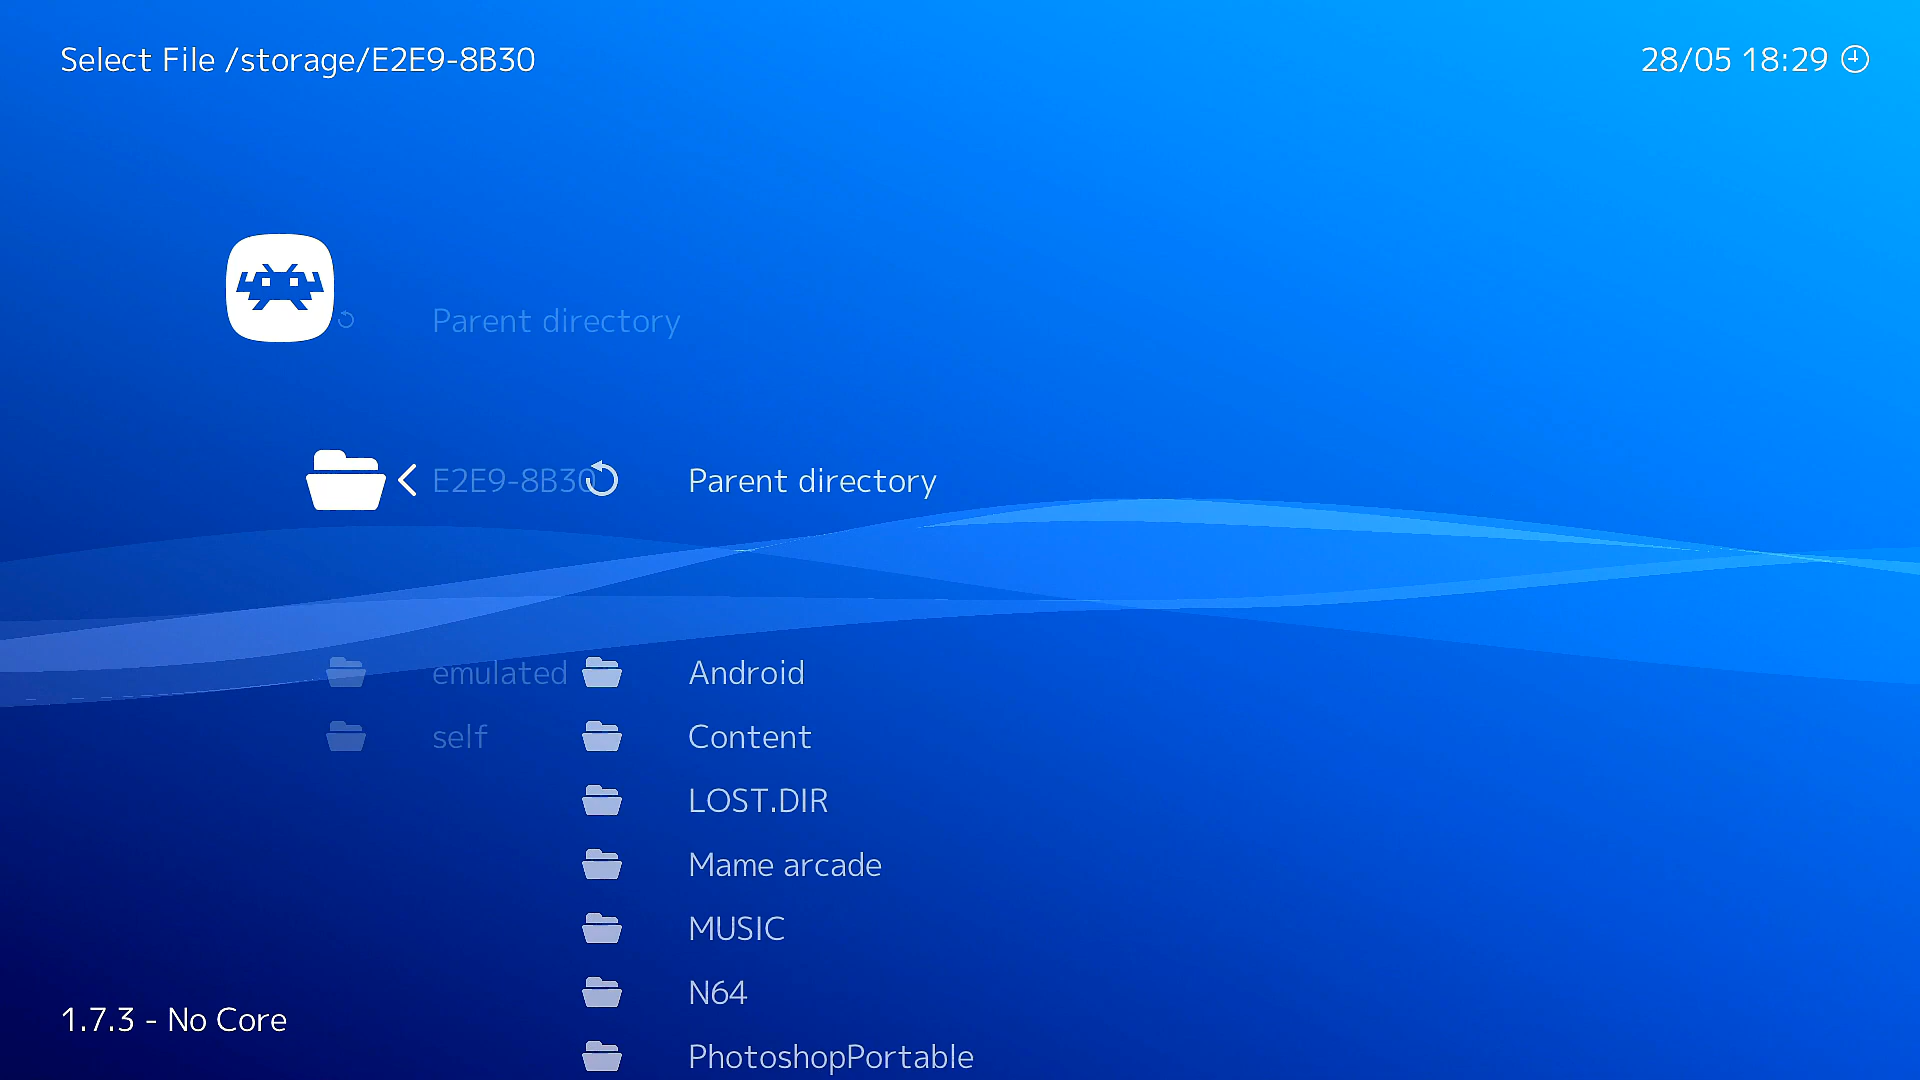 Select File /storage/E2E9-8B30
28/05 18:29
Parent directory
E2E9-8B30
Parent directory
emulated
Android
self
Content
LOST.DIR
Mame arcade
MUSIC
N64
PhotoshopPortable
1.7.3 - No Core